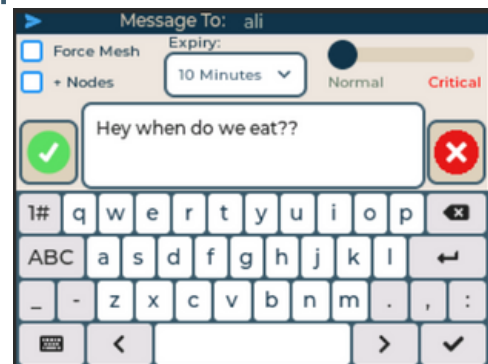 Message To: ali
Force Mesh
Expiry:
+ Nodes
10 Minutes
Normal
Critical
Hey when do we eat??
1# q w e r t y u i o p
ABC a s d f g h j k l
_ - z x c v b n m . , :